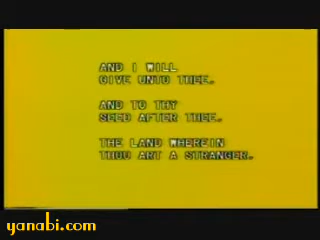 AND I WILL
GIVE UNTO THEE.
AND TO THY
SEED AFTER THEE.
THE LAND WHEREIN
THOU ART A STRANGER.
yanabi.com